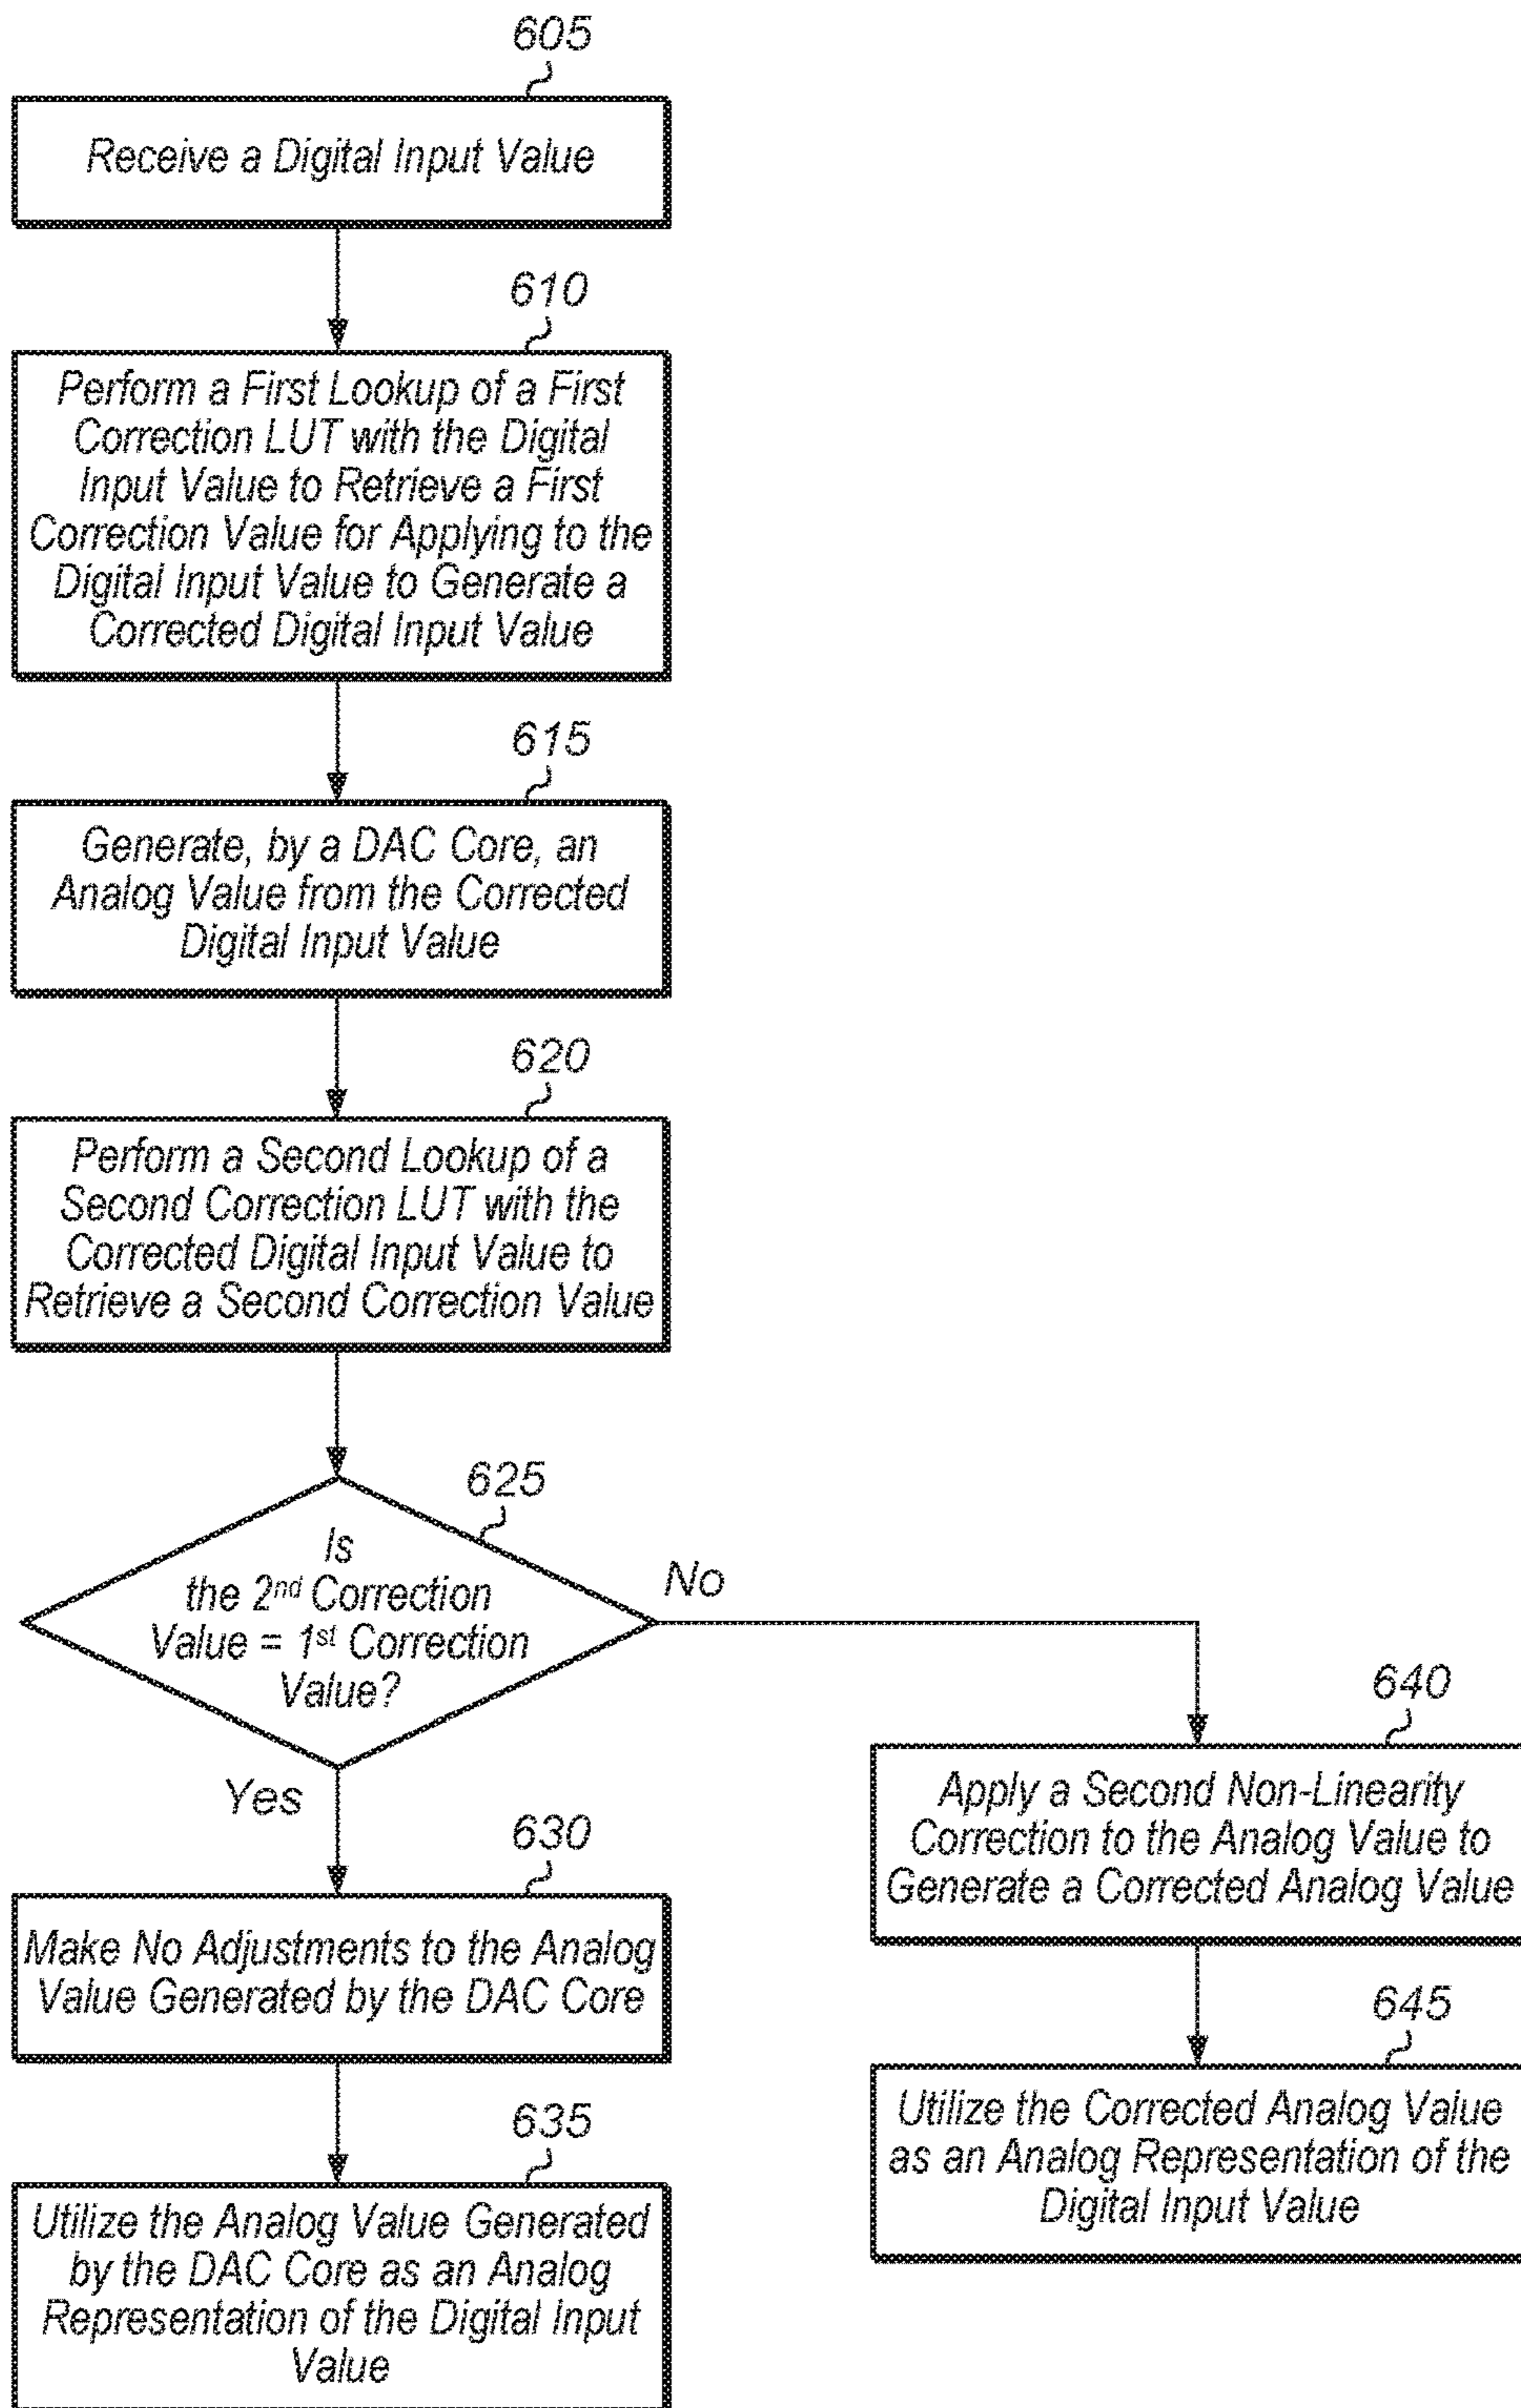 605
Receive a Digital Input Value
610
Perform a First Lookup of a First
Correction LUT with the Digital
Input Value to Retrieve a First
Correction Value for Applying to the
Digital Input Value to Generate a
Corrected Digital Input Value
615
Generate, by a DAC Core, an
Analog Value from the Corrected
Digital Input Value
620
Perform a Second Lookup of a
Second Correction LUT with the
Corrected Digital Input Value to
Retrieve a Second Correction Value
625
Is
the 2nd Correction
Value = 1st Correction
Value?
No
Yes
630
Make No Adjustments to the Analog
Value Generated by the DAC Core
635
Utilize the Analog Value Generated
by the DAC Core as an Analog
Representation of the Digital Input
Value
640
Apply a Second Non-Linearity
Correction to the Analog Value to
Generate a Corrected Analog Value
645
Utilize the Corrected Analog Value
as an Analog Representation of the
Digital Input Value